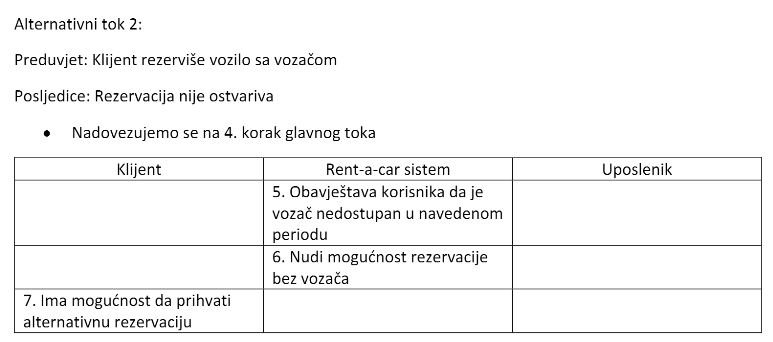 Alternativni tok 2:
Preduvjet: Klijent rezerviše vozilo sa vozačom
Posljedice: Rezervacija nije ostvariva
• Nadovezujemo se na 4. korak glavnog toka
Klijent Rent-a-car sistem Uposlenik
5. Obavještava korisnika da je
vozač nedostupan u navedenom
periodu
6. Nudi mogućnost rezervacije
bez vozača
7. Ima mogućnost da prihvati
alternativnu rezervaciju